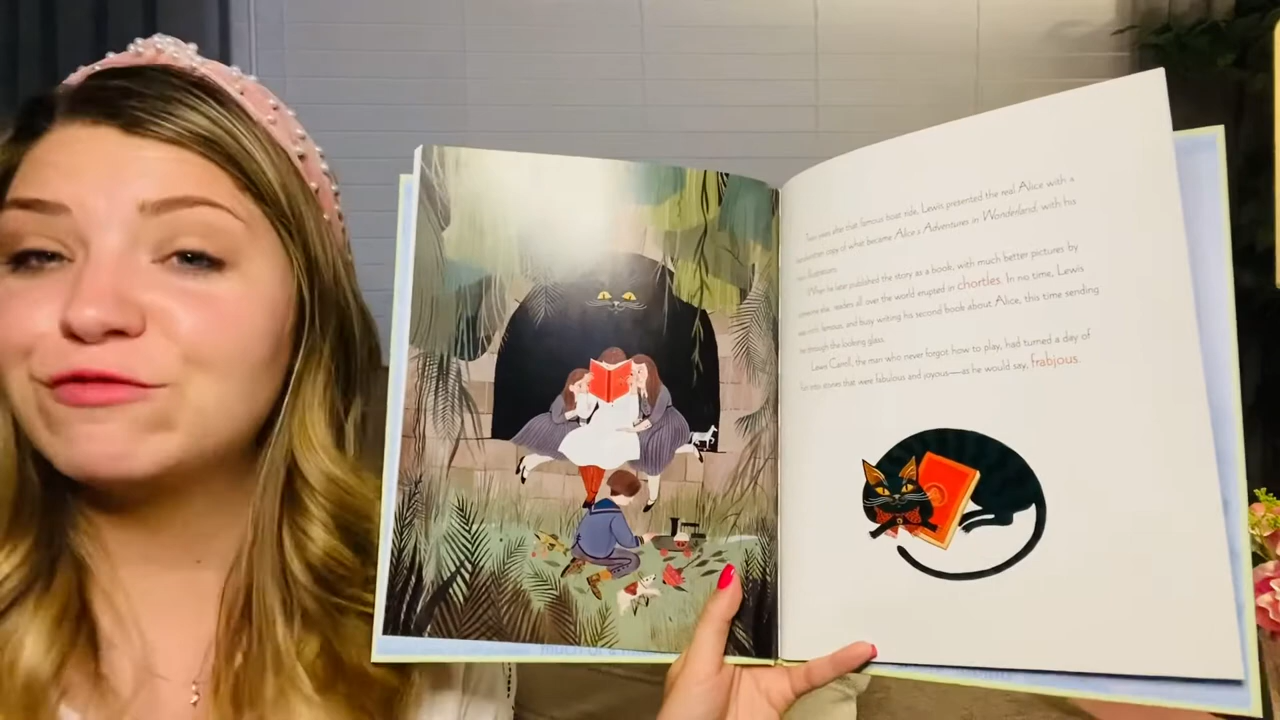 Two years after that famous boat ride, Lewis presented the real Alice with a
handwritten copy of what became Alice's Adventures in Wonderland, with his
own illustrations.
When he later published the story as a book, with much better pictures by
someone else, readers all over the world erupted in chortles. In no time, Lewis
was rich, famous, and busy writing his second book about Alice, this time sending
her through the looking glass.
Lewis Carroll, the man who never forgot how to play, had turned a day of
fun into stories that were fabulous and joyous—as he would say, frabjous.
MUCH OF A